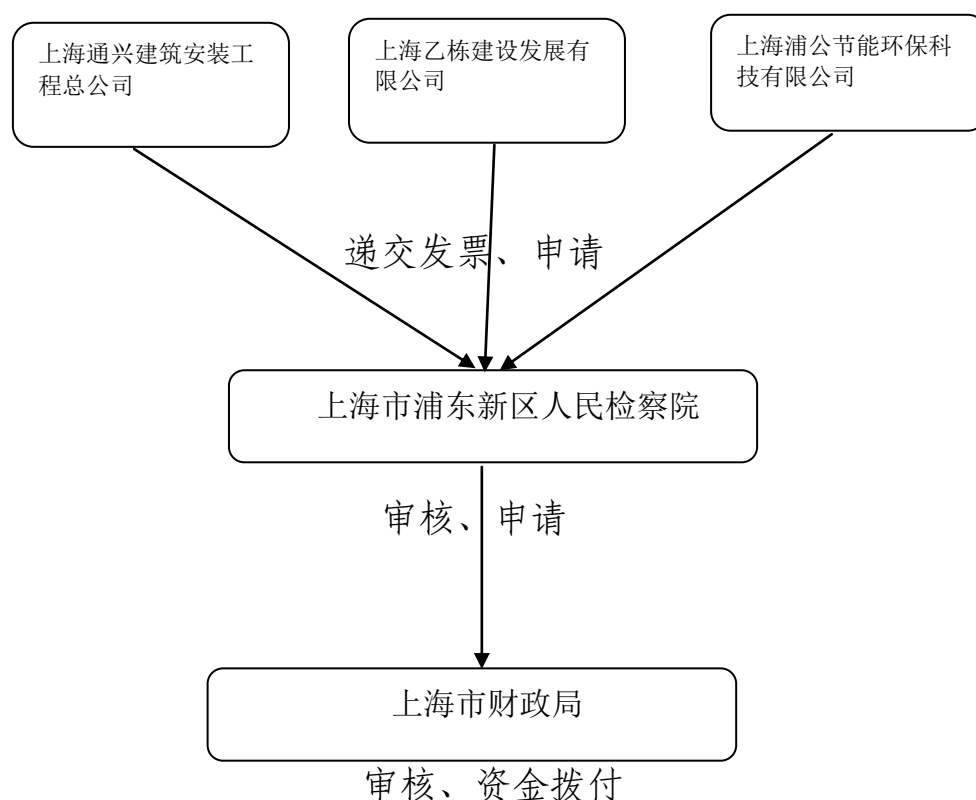 上海通兴建筑安装工
程总公司
上海乙栋建设发展有
限公司
上海浦公节能环保科
技有限公司
递交发票、申请
上海市浦东新区人民检察院
审核、申请
上海市财政局
审核、资金拨付